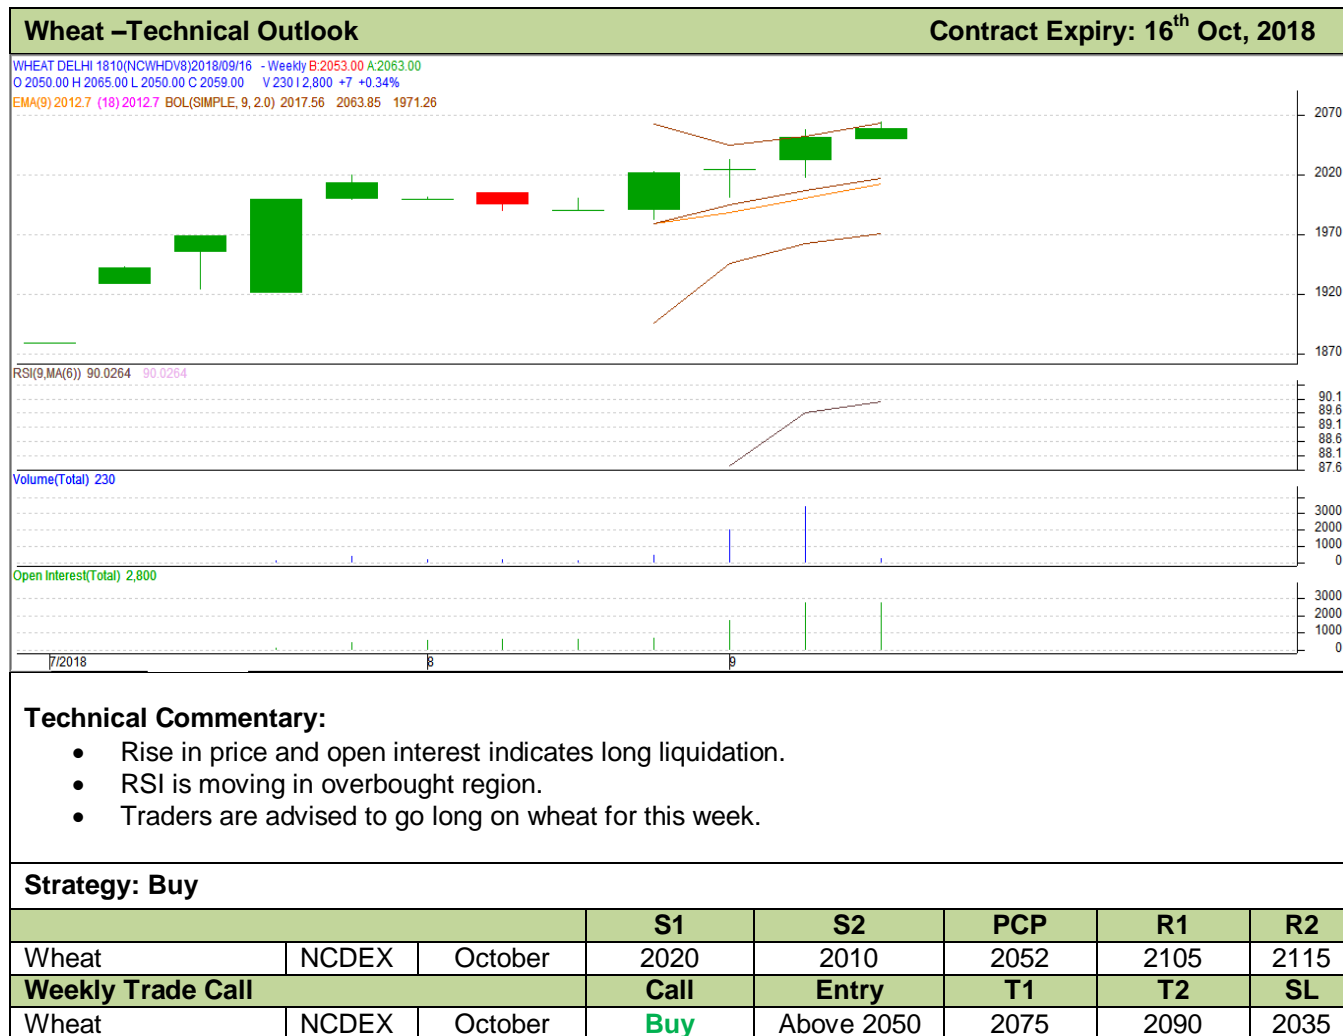 Wheat –Technical Outlook Contract Expiry: 16th Oct, 2018
WHEAT DELHI 1810(NCWHDV8)2018/09/16 - Weekly B:2053.00 A:2063.00
O 2050.00 H 2065.00 L 2050.00 C 2059.00 V 230 I 2,800 +7 +0.34%
EMA(9) 2012.7 (18) 2012.7 BOL(SIMPLE, 9, 2.0) 2017.56 2063.85 1971.26
2070
2020
1970
1920
1870
RSI(9,MA(6)) 90.0264 90.0264
90.1
89.6
89.1
88.6
88.1
87.6
Volume(Total) 230
3000
2000
1000
0
Open Interest(Total) 2,800
3000
2000
1000
0
7/2018 8 9
Technical Commentary:
• Rise in price and open interest indicates long liquidation.
• RSI is moving in overbought region.
• Traders are advised to go long on wheat for this week.
Strategy: Buy
S1 S2 PCP R1 R2
Wheat NCDEX October 2020 2010 2052 2105 2115
Weekly Trade Call Call Entry T1 T2 SL
Wheat NCDEX October Buy Above 2050 2075 2090 2035